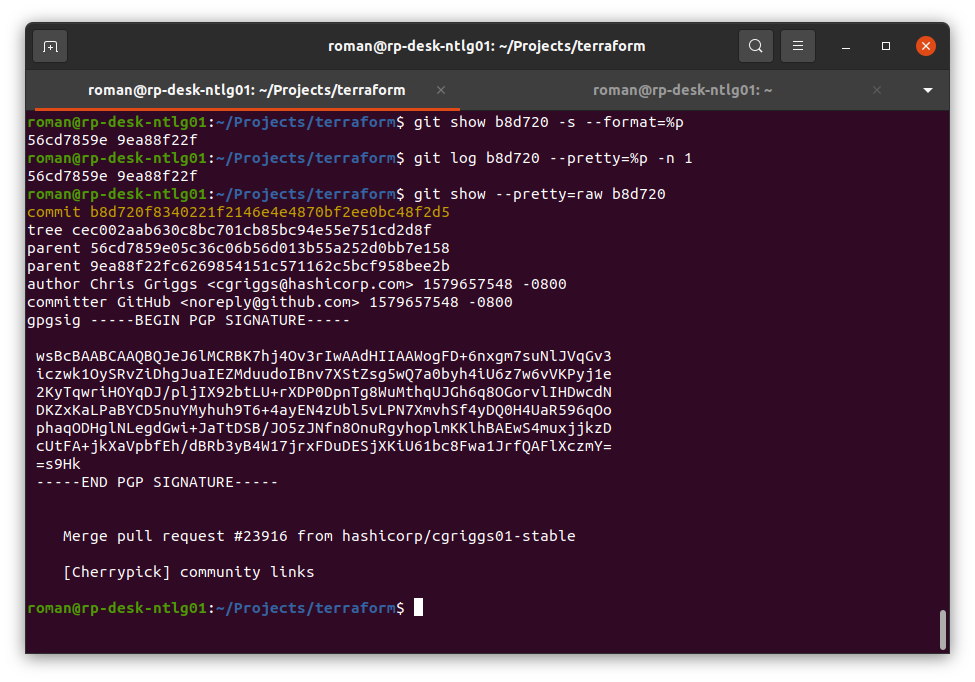 roman@rp-desk-ntlg01: ~/Projects/terraform
roman@rp-desk-ntlg01: ~/Projects/terraform
roman@rp-desk-ntlg01: ~
roman@rp-desk-ntlg01:~/Projects/terraform$ git show b8d720 -s --format=%p
56cd7859e 9ea88f22f
roman@rp-desk-ntlg01:~/Projects/terraform$ git log b8d720 --pretty=%p -n 1
56cd7859e 9ea88f22f
roman@rp-desk-ntlg01:~/Projects/terraform$ git show --pretty=raw b8d720
commit b8d720f8340221f2146e4e4870bf2ee0bc48f2d5
tree cec002aab630c8bc701cb85bc94e55e751cd2d8f
parent 56cd7859e05c36c06b56d013b55a252d0bb7e158
parent 9ea88f22fc6269854151c571162c5bcf958bee2b
author Chris Griggs <cgriggs@hashicorp.com> 1579657548 -0800
committer GitHub <noreply@github.com> 1579657548 -0800
gpgsig -----BEGIN PGP SIGNATURE-----
wsBcBAABCAAQBQJeJ6lMCRBK7hj4Ov3rIwAAdHIIAAWogFD+6nxgm7suNlJVqGv3
iczwk1OySRvZiDhgJuaIEZMduudoIBnv7XStZsg5wQ7a0byh4iU6z7w6vVKPyj1e
2KyTqwriHOYqDJ/pljIX92btLU+rXDP0DpnTg8WuMthqUJGh6q8OGorvlIHDwcdN
DKZxKaLPaBYCD5nuYMyhuh9T6+4ayEN4zUbl5vLPN7XmvhSf4yDQ0H4UaR596qOo
phaqODHglNLegdGwi+JaTtDSB/JO5zJNfn8OnuRgyhoplmKKlhBAEwS4muxjjkzD
cUtFA+jkXaVpbfEh/dBRb3yB4W17jrxFDuDESjXKiU61bc8Fwa1JrfQAFlXczmY=
=s9Hk
-----END PGP SIGNATURE-----
Merge pull request #23916 from hashicorp/cgriggs01-stable
[Cherrypick] community links
roman@rp-desk-ntlg01:~/Projects/terraform$